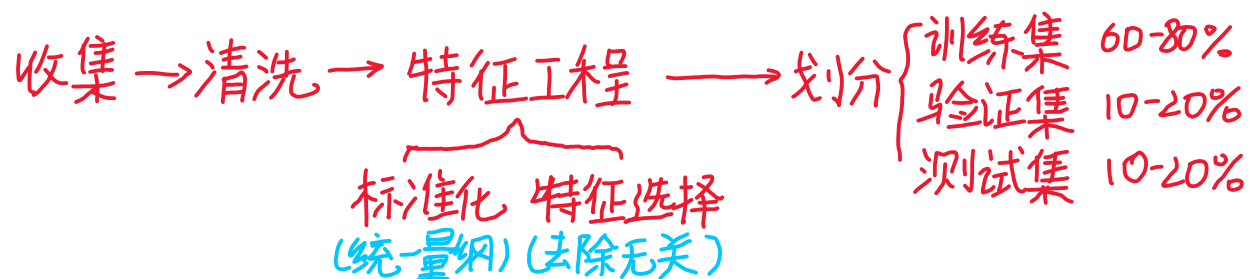 收集→清洗→特征工程→划分
训练集 60-80%
验证集 10-20%
测试集 10-20%
标准化 特征选择
(统一量纲)(去除无关)